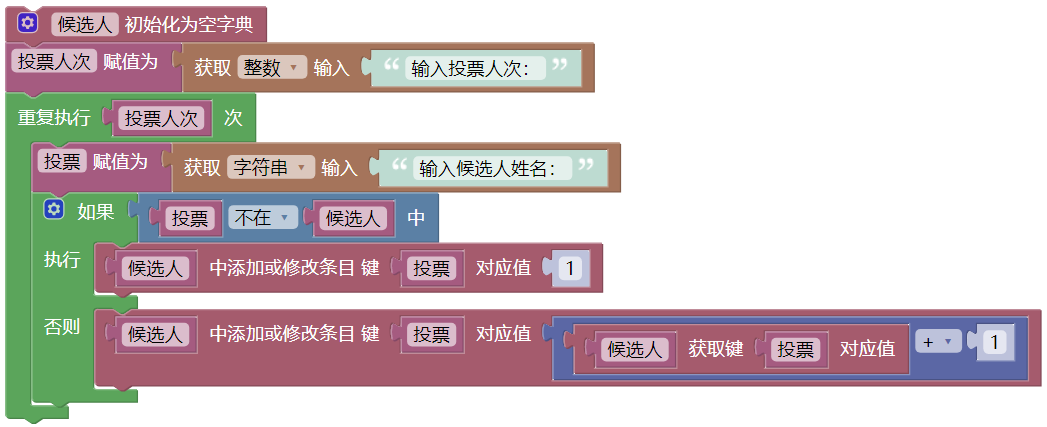 候选人 初始化为空字典
投票人次 赋值为 获取 整数 输入 “ 输入投票人次： ”
重复执行 投票人次 次
投票 赋值为 获取 字符串 输入 “ 输入候选人姓名： ”
如果 投票 不在 候选人 中
执行 候选人 中添加或修改条目 键 投票 对应值 1
否则 候选人 中添加或修改条目 键 投票 对应值 候选人 获取键 投票 对应值 + 1